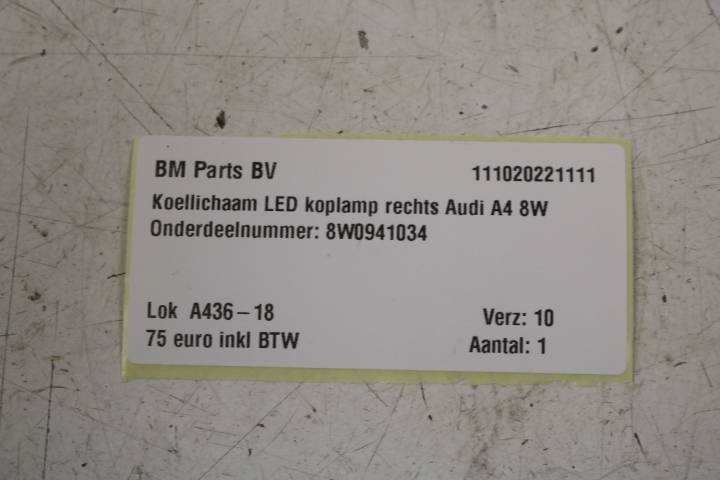 BM Parts BV 111020221111
Koellichaam LED koplamp rechts Audi A4 8W
Onderdeelnummer: 8W0941034
Lok A436-18 Verz: 10
75 euro inkl BTW Aantal: 1